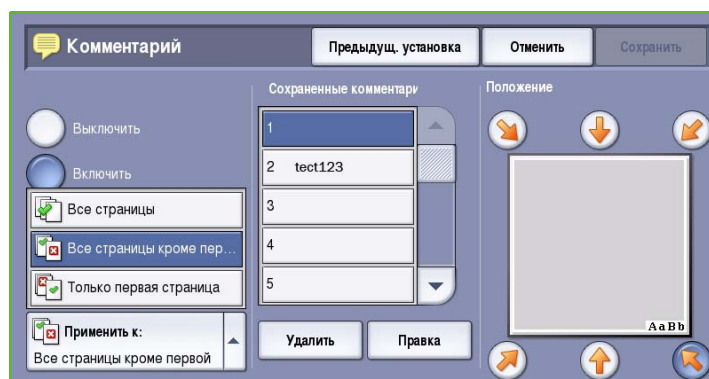 Комментарий
Предыдущ. установка
Отменить
Сохранить
Сохраненные комментари
Положение
Выключить
Включить
Все страницы
Все страницы кроме пер...
Только первая страница
Применить к:
Все страницы кроме первой
1
2 тест123
3
4
5
Удалить
Правка
AaBb